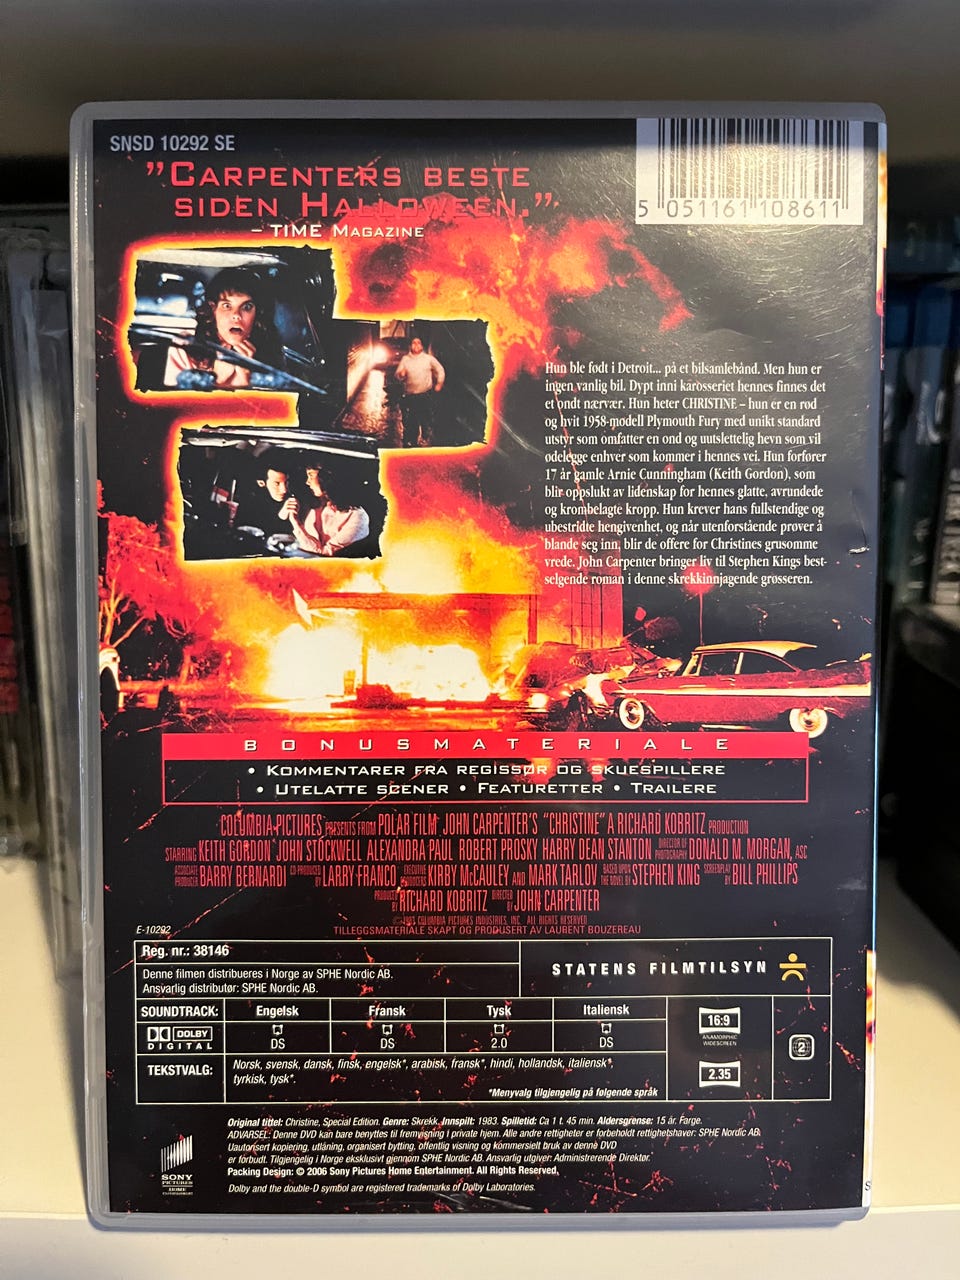 SNSD 10292 SE
”CARPENTERS BESTE
SIDEN HALLOWEEN.”
– TIME MAGAZINE
5 051161 108611
Hun ble født i Detroit... på et bilsamlebånd. Men hun er
ingen vanlig bil. Dypt inni karosseriet hennes finnes det
et ondt nærvær. Hun heter CHRISTINE – hun er en rød
og hvit 1958-modell Plymouth Fury med unikt standard
utstyr som omfatter en ond og uutslettelig hevn som vil
ødelegge enhver som kommer i hennes vei. Hun forfører
17 år gamle Arnie Cunningham (Keith Gordon), som
blir oppslukt av lidenskap for hennes glatte, avrundede
og krombelagte kropp. Hun krever hans fullstendige og
ubestridte hengivenhet, og når utenforstående prøver å
blande seg inn, blir de offere for Christines grusomme
vrede. John Carpenter bringer liv til Stephen Kings best-
selgende roman i denne skrekkinnjagende grøsseren.
BONUSMATERIALE
• KOMMENTARER FRA REGISSØR OG SKUESPILLERE
• UTELATTE SCENER • FEATURETTER • TRAILERE
COLUMBIA PICTURES PRESENTS FROM POLAR FILM JOHN CARPENTER'S "CHRISTINE" A RICHARD KOBRITZ PRODUCTION
STARRING KEITH GORDON JOHN STOCKWELL ALEXANDRA PAUL ROBERT PROSKY HARRY DEAN STANTON DIRECTOR OF PHOTOGRAPHY DONALD M. MORGAN, ASC
ASSOCIATE PRODUCER BARRY BERNARDI CO-PRODUCED BY LARRY FRANCO EXECUTIVE PRODUCERS KIRBY McCAULEY AND MARK TARLOV BASED UPON THE NOVEL BY STEPHEN KING SCREENPLAY BY BILL PHILLIPS
PRODUCED BY RICHARD KOBRITZ DIRECTED BY JOHN CARPENTER
© 1983 COLUMBIA PICTURES INDUSTRIES, INC. ALL RIGHTS RESERVED
TILLEGGSMATERIALE SKAPT OG PRODUSERT AV LAURENT BOUZEREAU
E-10292
Reg. nr.: 38146
Denne filmen distribueres i Norge av SPHE Nordic AB.
Ansvarlig distributør: SPHE Nordic AB.
STATENS FILMTILSYN
SOUNDTRACK: Engelsk Fransk Tysk Italiensk
DOLBY
DIGITAL
DS DS 2.0 DS
TEKSTVALG:
Norsk, svensk, dansk, finsk, engelsk*, arabisk, fransk*, hindi, hollandsk, italiensk*,
tyrkisk, tysk*.
*Menyvalg tilgjengelig på følgende språk
16:9
ANAMORPHIC
WIDESCREEN
2.35
2
Original tittel: Christine, Special Edition. Genre: Skrekk. Innspilt: 1983. Spilletid: Ca 1 t. 45 min. Aldersgrense: 15 år. Farge.
ADVARSEL: Denne DVD kan bare benyttes til fremvisning i private hjem. Alle andre rettigheter er forbeholdt rettighetshaver: SPHE Nordic AB.
Uautorisert kopiering, utlåning, organisert bytting, offentlig visning og kommersielt bruk av denne DVD
er forbudt. Tilgjengelig i Norge eksklusivt gjennom SPHE Nordic AB. Ansvarlig utgiver: Administrerende Direktør.
Packing Design: © 2006 Sony Pictures Home Entertainment. All Rights Reserved.
Dolby and the double-D symbol are registered trademarks of Dolby Laboratories.
SONY
PICTURES
HOME
ENTERTAINMENT